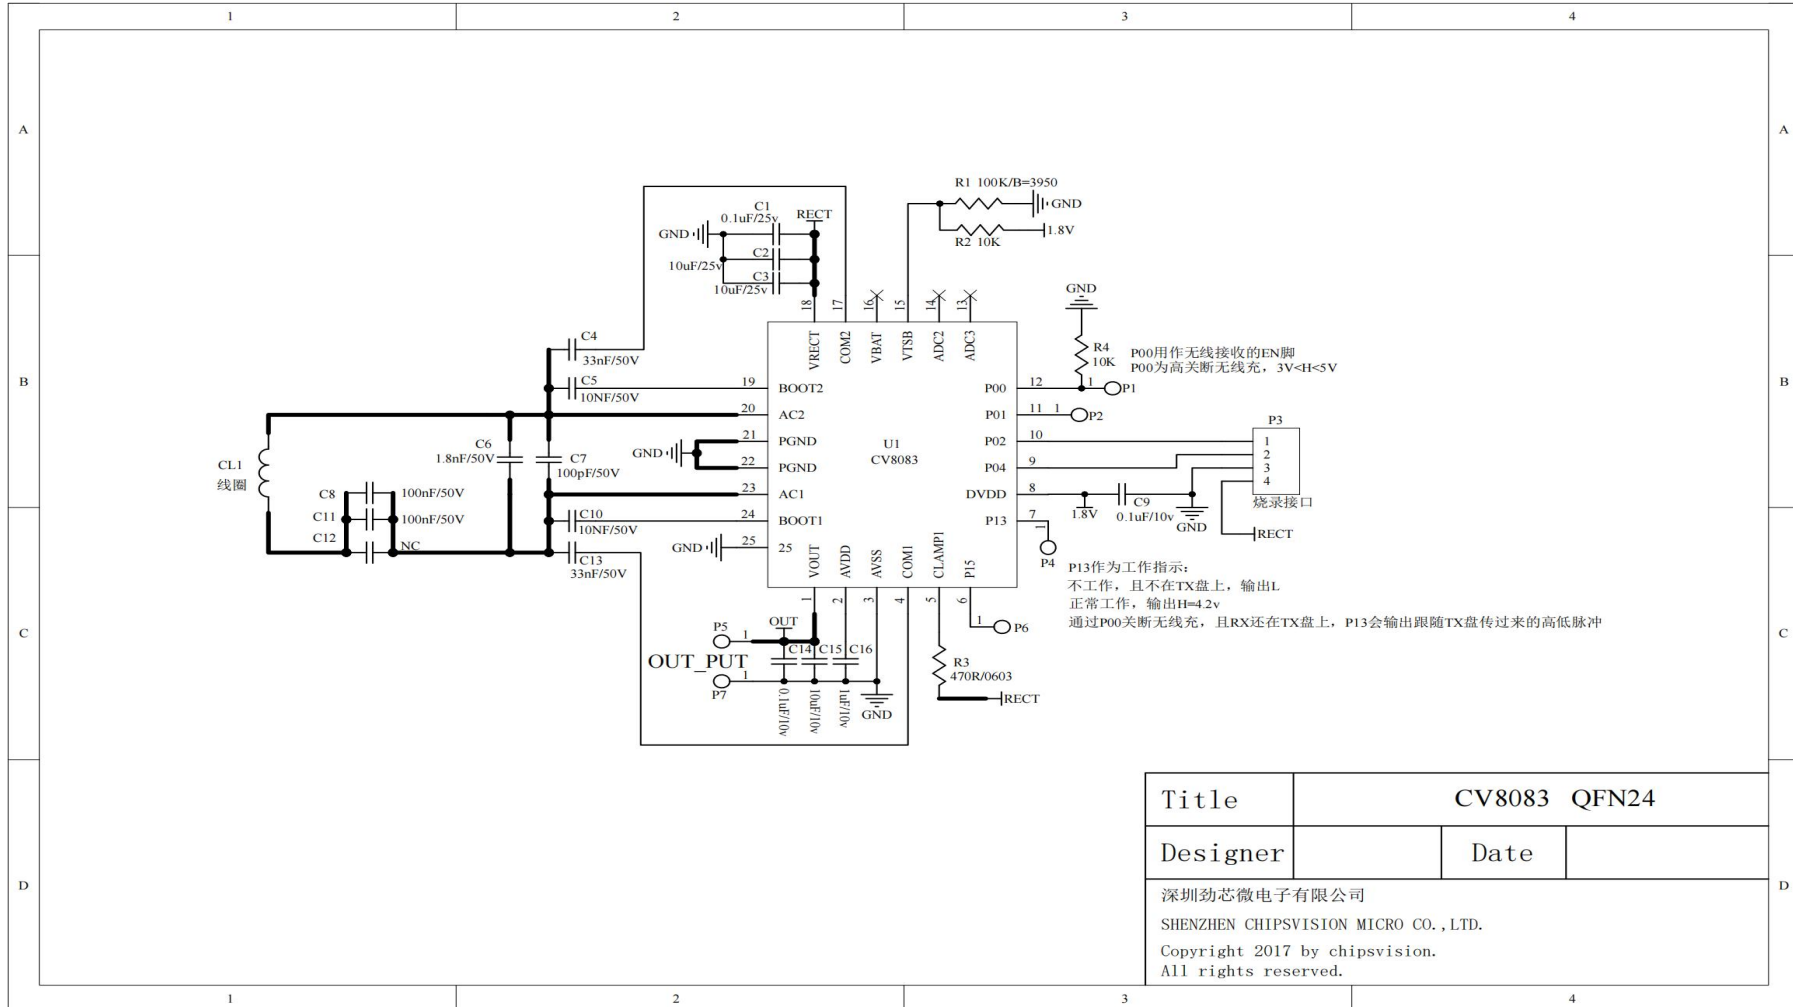 1
2
3
4
A
A
R1 100K/B=3950
GND
C1
0.1uF/25v
RECT
GND
1.8V
R2 10K
C2
10uF/25v
C3
10uF/25v
GND
18
17
16
15
14
13
C4
33nF/50V
VRECT
COM2
VBAT
VTSB
ADC2
ADC3
R4
10K
P00用作无线接收的EN脚
P00为高关断无线充，3V<H<5V
B
B
C5
10NF/50V
19
BOOT2
P00
12
1
P1
20
AC2
P01
11
1
P2
P3
C6
1.8nF/50V
C7
100pF/50V
GND
21
PGND
U1
CV8083
P02
10
1
2
3
4
22
PGND
P04
9
CL1
线圈
C8
100nF/50V
23
AC1
DVDD
8
1.8V
C9
0.1uF/10v
GND
烧录接口
C11
100nF/50V
C10
10NF/50V
24
BOOT1
P13
7
1
P4
RECT
C12
NC
C13
33nF/50V
GND
25
25
VOUT
AVDD
AVSS
COM1
CLAMP1
P15
1
2
3
4
5
6
P13作为工作指示：
不工作，且不在TX盘上，输出L
正常工作，输出H=4.2v
通过P00关断无线充，且RX还在TX盘上，P13会输出跟随TX盘传过来的高低脉冲
C
C
P5
1
OUT
1
P6
OUT_PUT
C14
C15
C16
R3
470R/0603
P7
1
0.1uF/10v
10uF/10v
1uF/10v
GND
RECT
Title
CV8083 QFN24
Designer
Date
D
D
深圳劲芯微电子有限公司
SHENZHEN CHIPSVISION MICRO CO.,LTD.
Copyright 2017 by chipsvision.
All rights reserved.
1
2
3
4